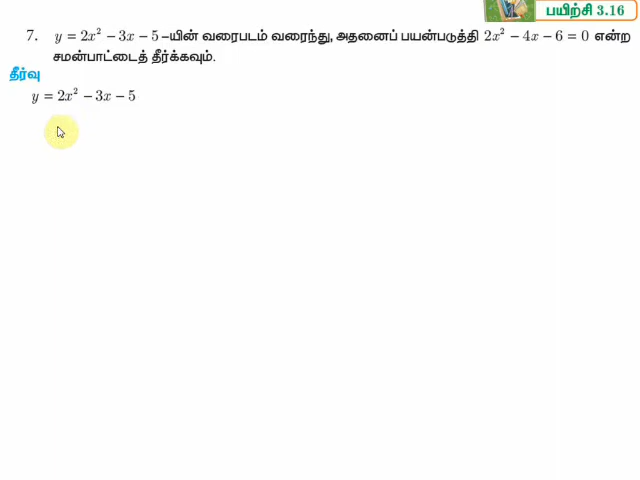 பயிற்சி 3.16
7. y = 2x² − 3x − 5 –யின் வரைபடம் வரைந்து, அதனைப் பயன்படுத்தி 2x² − 4x − 6 = 0 என்ற
சமன்பாட்டைத் தீர்க்கவும்.
தீர்வு
y = 2x² − 3x − 5